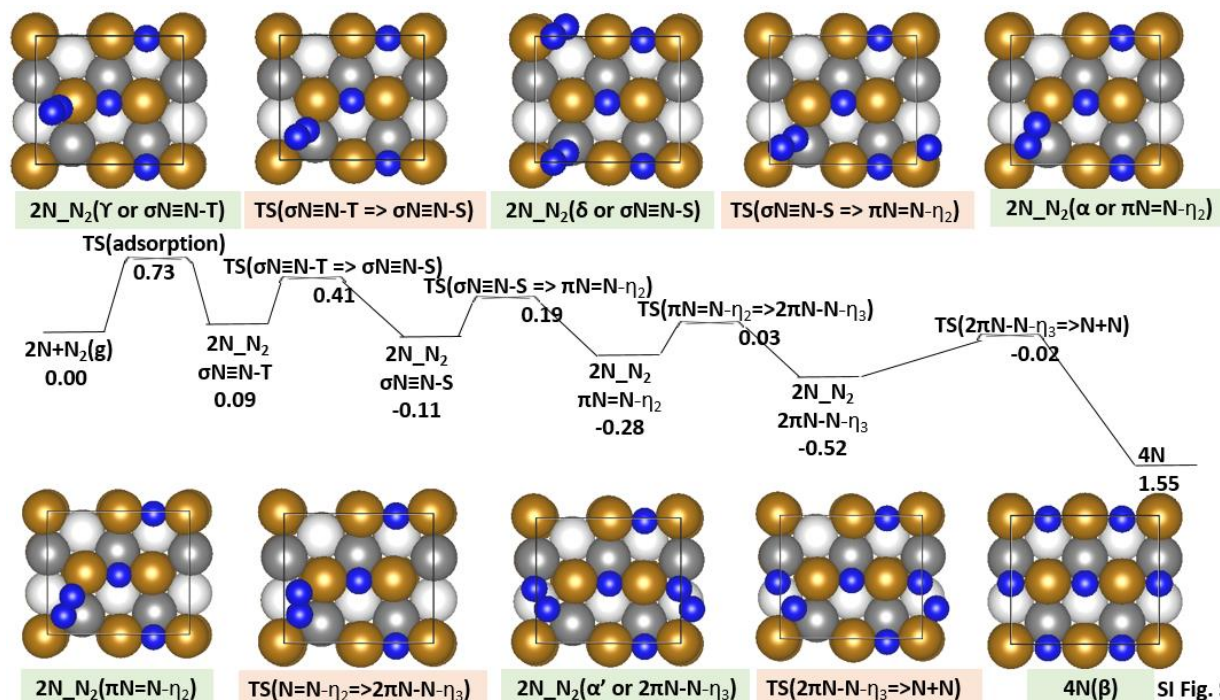 2N_N₂(ϒ or σN≡N-T)
TS(σN≡N-T => σN≡N-S)
2N_N₂(δ or σN≡N-S)
TS(σN≡N-S => πN=N-η₂)
2N_N₂(α or πN=N-η₂)
TS(adsorption)
0.73
TS(σN≡N-T => σN≡N-S)
0.41
TS(σN≡N-S => πN=N-η₂)
0.19
TS(πN=N-η₂=>2πN-N-η₃)
0.03
TS(2πN-N-η₃=>N+N)
-0.02
2N+N₂(g)
0.00
2N_N₂
σN≡N-T
0.09
2N_N₂
σN≡N-S
-0.11
2N_N₂
πN=N-η₂
-0.28
2N_N₂
2πN-N-η₃
-0.52
4N
1.55
2N_N₂(πN=N-η₂)
TS(N=N-η₂=>2πN-N-η₃)
2N_N₂(α’ or 2πN-N-η₃)
TS(2πN-N-η₃=>N+N)
4N(β)
SI Fig.